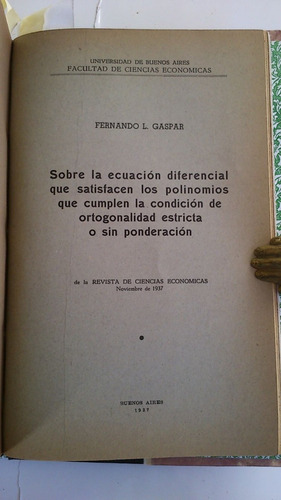 UNIVERSIDAD DE BUENOS AIRES
FACULTAD DE CIENCIAS ECONOMICAS
FERNANDO L. GASPAR
Sobre la ecuación diferencial
que satisfacen los polinomios
que cumplen la condición de
ortogonalidad estricta
o sin ponderación
de la REVISTA DE CIENCIAS ECONOMICAS
Noviembre de 1937
BUENOS AIRES
1937